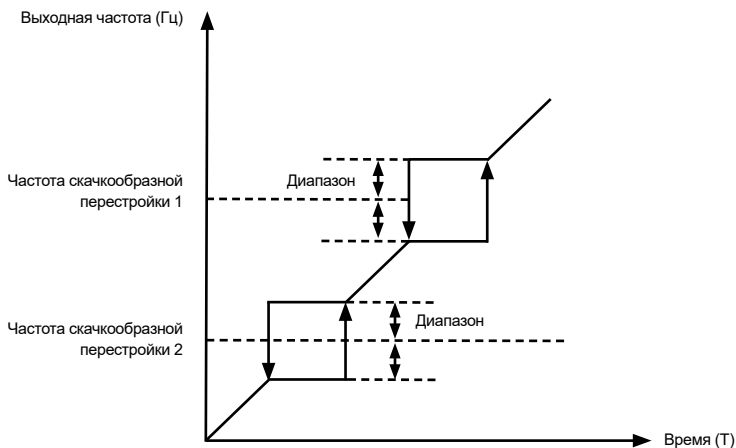 Выходная частота (Гц)
Частота скачкообразной
перестройки 1
Диапазон
Частота скачкообразной
перестройки 2
Диапазон
Время (Т)